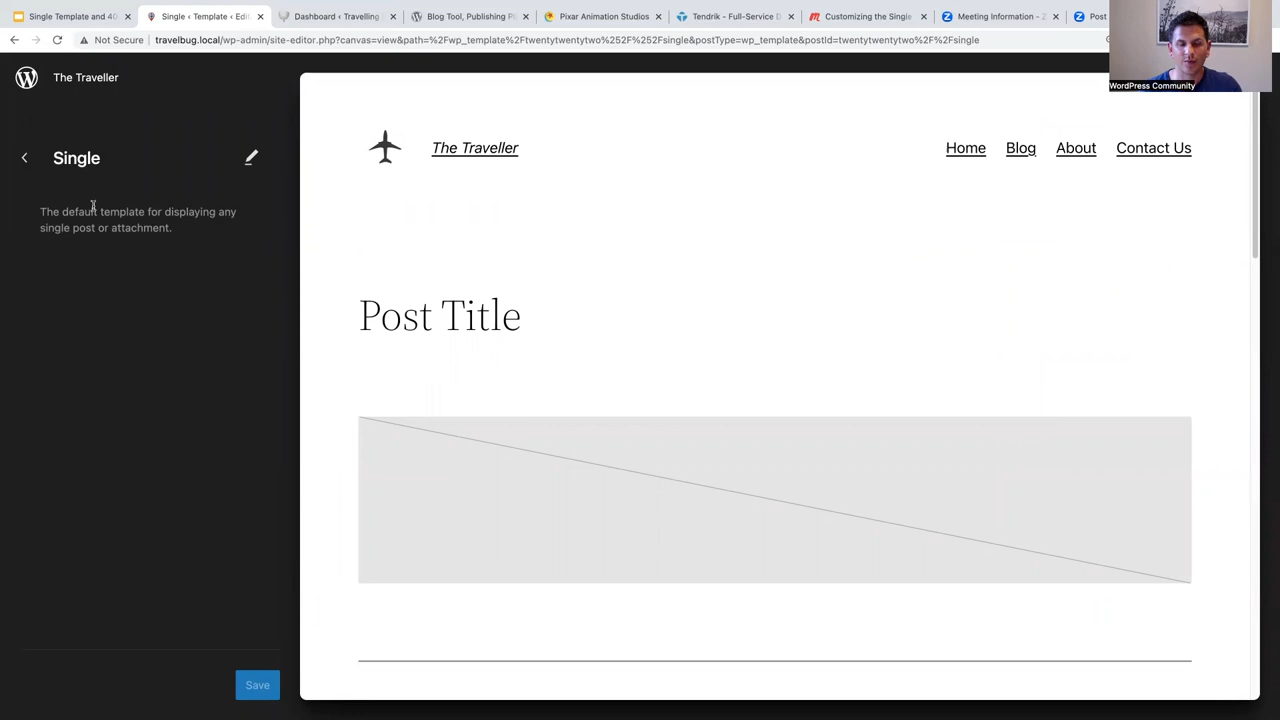 Single Template and 40
Single ‹ Template ‹ Edit
Dashboard ‹ Travelling
Blog Tool, Publishing Pl
Pixar Animation Studios
Tendrik - Full-Service D
Customizing the Single
Meeting Information - Z
Post
Not Secure
travelbug.local/wp-admin/site-editor.php?canvas=view&path=%2Fwp_template%2Ftwentytwentytwo%252F%252Fsingle&postType=wp_template&postId=twentytwentytwo%2F%2Fsingle
WordPress Community
The Traveller
Single
The default template for displaying any
single post or attachment.
Save
The Traveller
Home Blog About Contact Us
Post Title